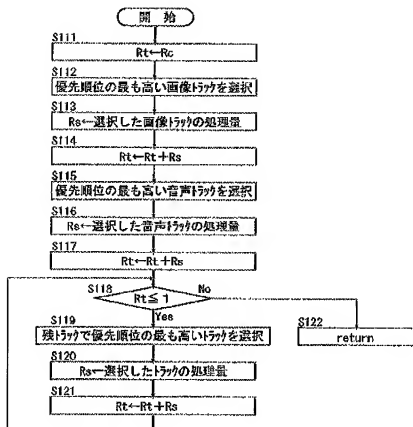 開 始
S111
Rt←Rc
S112
優先順位の最も高い画像トラックを選択
S113
Rs←選択した画像トラックの処理量
S114
Rt←Rt+Rs
S115
優先順位の最も高い音声トラックを選択
S116
Rs←選択した音声トラックの処理量
S117
Rt←Rt+Rs
S118
Rt≦1
No
Yes
S119
残トラックで優先順位の最も高いトラックを選択
S122
return
S120
Rs←選択したトラックの処理量
S121
Rt←Rt+Rs